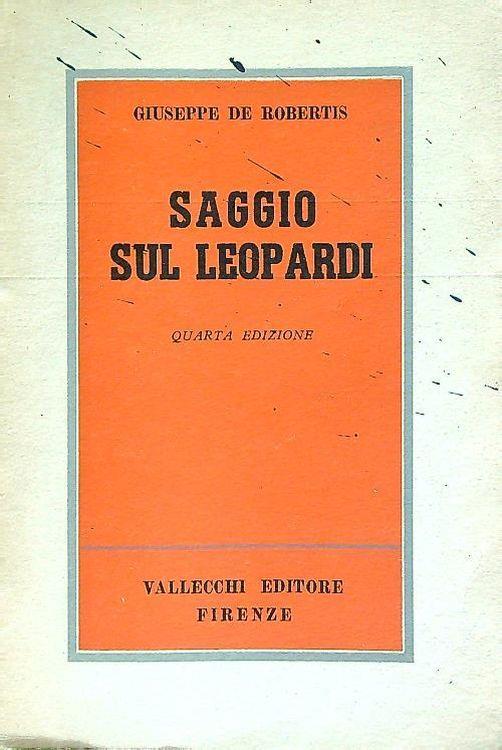 GIUSEPPE DE ROBERTIS
SAGGIO
SUL LEOPARDI
QUARTA EDIZIONE
VALLECCHI EDITORE
FIRENZE